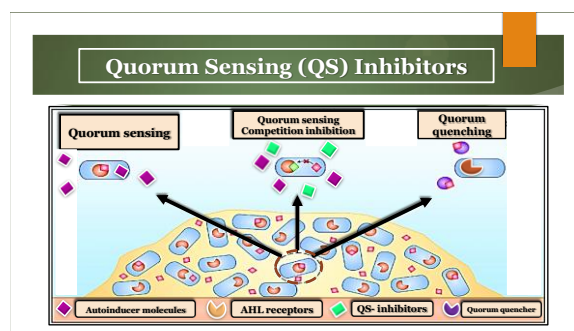 Quorum Sensing (QS) Inhibitors
Quorum sensing
Quorum sensing
Competition inhibition
Quorum
quenching
Autoinducer molecules
AHL receptors
QS- inhibitors
Quorum quencher